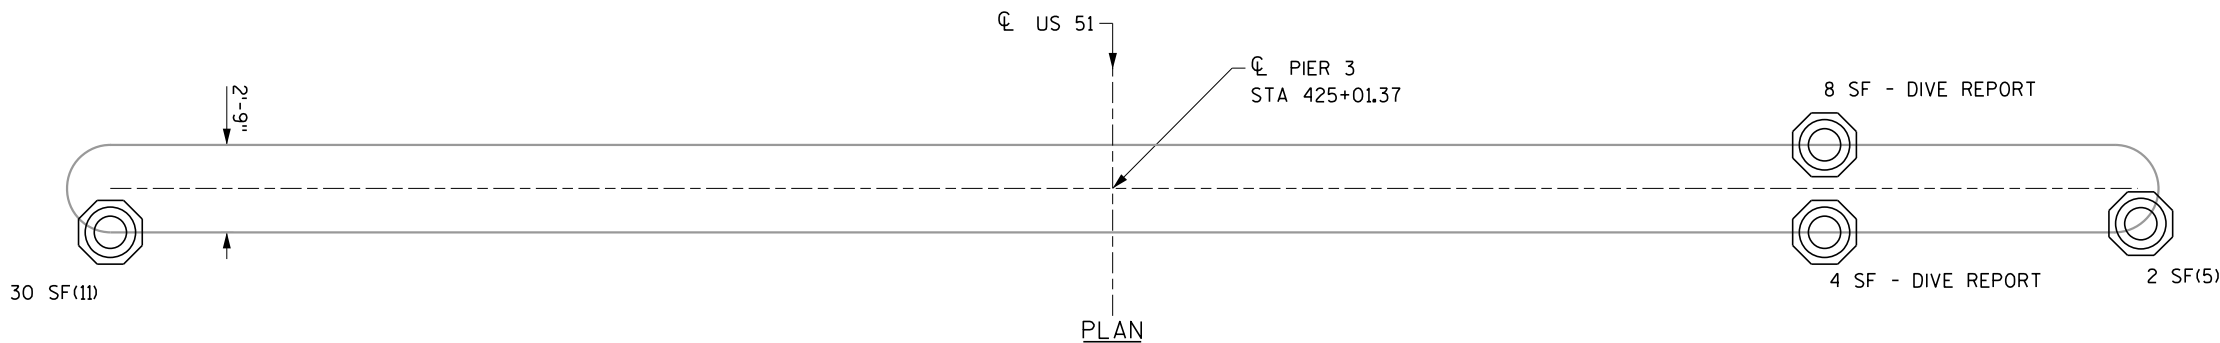 ℄ US 51
℄ PIER 3
STA 425+01.37
8 SF - DIVE REPORT
2'-9"
30 SF(11)
4 SF - DIVE REPORT
2 SF(5)
PLAN